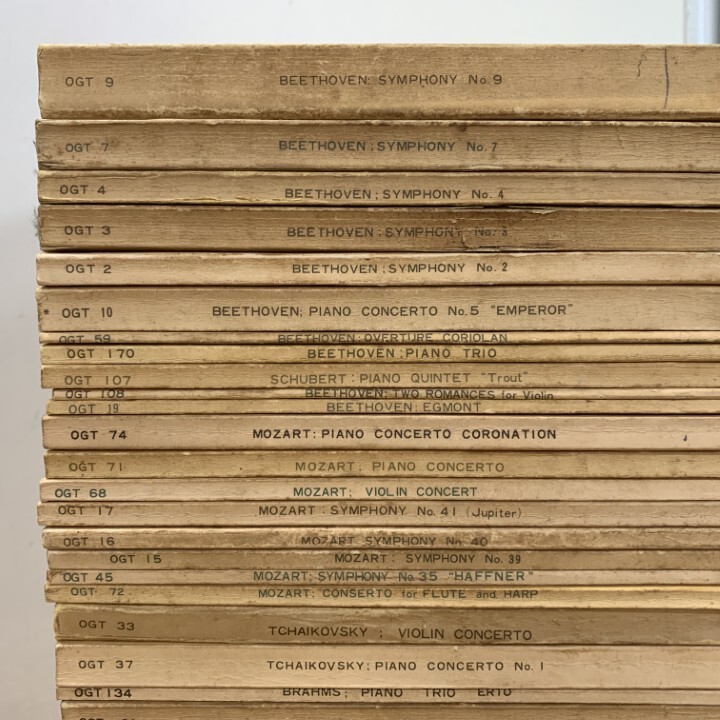 OGT 9 BEETHOVEN: SYMPHONY No. 9
OGT 7 BEETHOVEN: SYMPHONY No. 7
OGT 4 BEETHOVEN; SYMPHONY No. 4
OGT 3 BEETHOVEN: SYMPHONY No. 3
OGT 2 BEETHOVEN: SYMPHONY No. 2
* OGT 10 BEETHOVEN; PIANO CONCERTO No. 5 "EMPEROR"
OGT 59 BEETHOVEN: OVERTURE CORIOLAN
OGT 170 BEETHOVEN: PIANO TRIO
OGT 107 SCHUBERT: PIANO QUINTET "Trout"
OGT 108 BEETHOVEN: TWO ROMANCES for Violin
OGT 19 BEETHOVEN: EGMONT
OGT 74 MOZART: PIANO CONCERTO CORONATION
OGT 71 MOZART; PIANO CONCERTO
OGT 68 MOZART; VIOLIN CONCERT
OGT 17 MOZART: SYMPHONY No. 41 (Jupiter)
OGT 16 MOZART SYMPHONY No 40
OGT 15 MOZART: SYMPHONY No. 39
OGT 45 MOZART; SYMPHONY No. 35 "HAFFNER"
OGT 72 MOZART; CONSERTO for FLUTE and HARP
OGT 33 TCHAIKOVSKY ; VIOLIN CONCERTO
OGT 37 TCHAIKOVSKY; PIANO CONCERTO No. 1
OGT 134 BRAHMS; PIANO TRIO